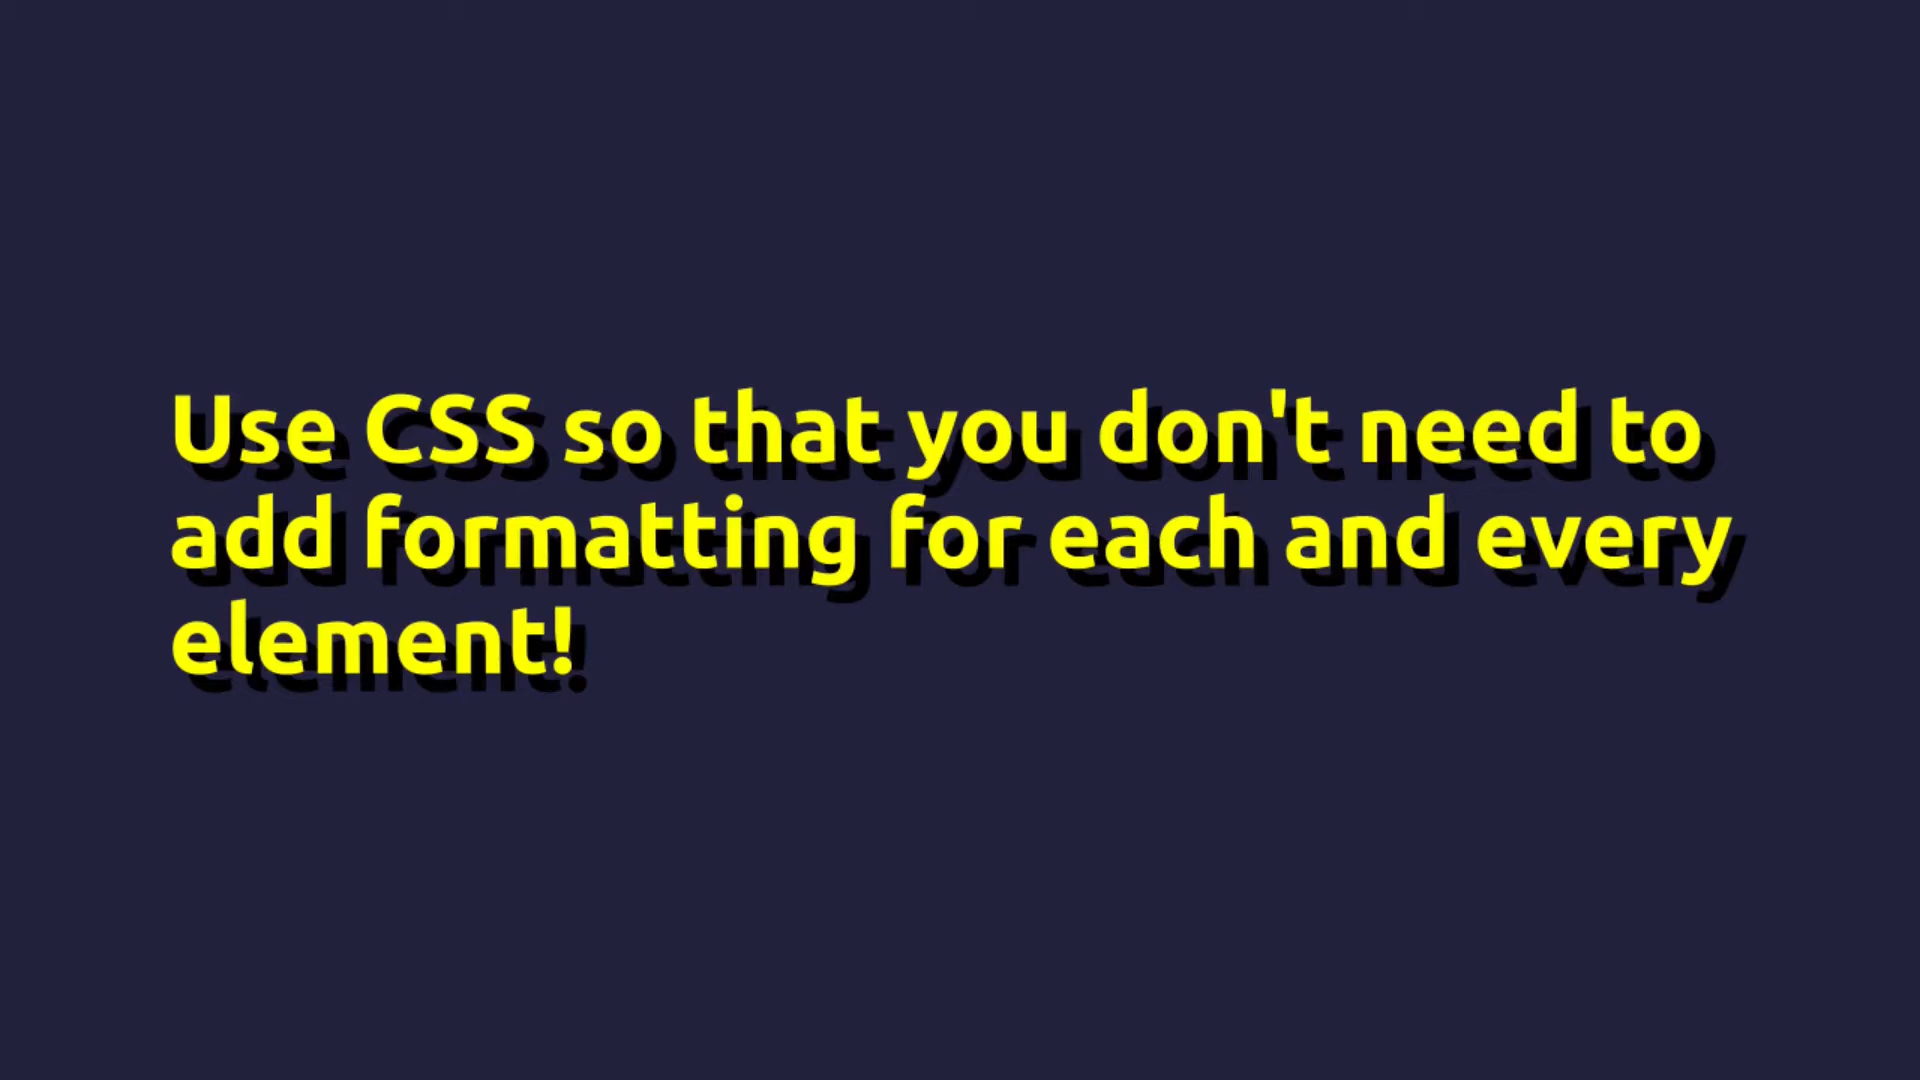 Use CSS so that you don't need to
add formatting for each and every
element!